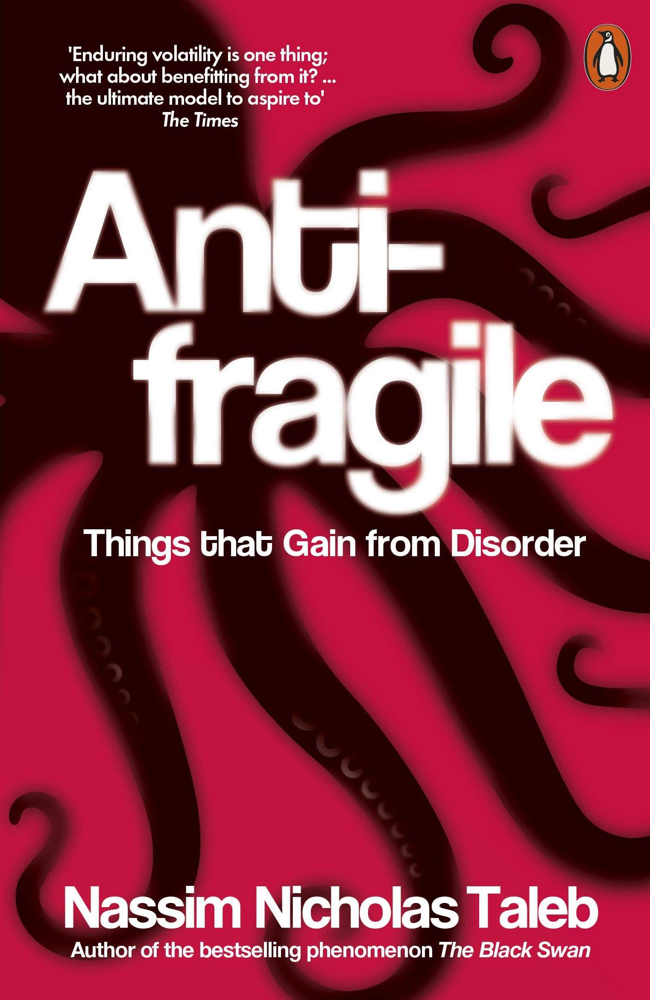 'Enduring volatility is one thing;
what about benefitting from it? ...
the ultimate model to aspire to'
The Times
Anti-
fragile
Things that Gain from Disorder
Nassim Nicholas Taleb
Author of the bestselling phenomenon The Black Swan